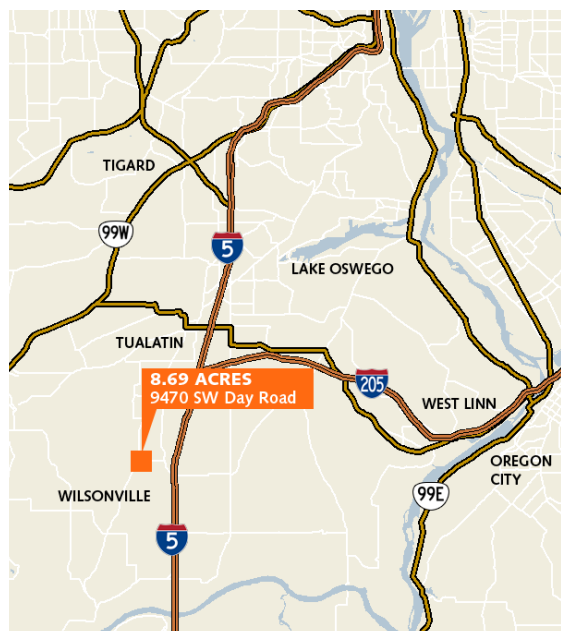 TIGARD
99W
5
LAKE OSWEGO
TUALATIN
8.69 ACRES
9470 SW Day Road
205
WEST LINN
OREGON
CITY
WILSONVILLE
99E
5